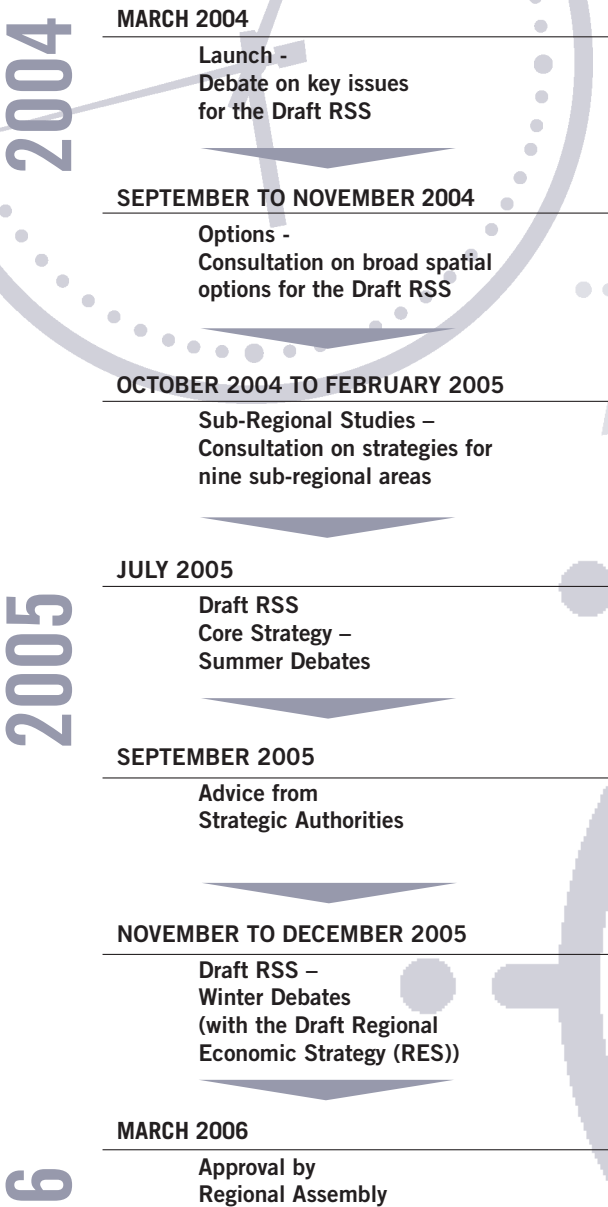 2004
MARCH 2004
Launch -
Debate on key issues
for the Draft RSS
SEPTEMBER TO NOVEMBER 2004
Options -
Consultation on broad spatial
options for the Draft RSS
OCTOBER 2004 TO FEBRUARY 2005
Sub-Regional Studies –
Consultation on strategies for
nine sub-regional areas
2005
JULY 2005
Draft RSS
Core Strategy –
Summer Debates
SEPTEMBER 2005
Advice from
Strategic Authorities
NOVEMBER TO DECEMBER 2005
Draft RSS –
Winter Debates
(with the Draft Regional
Economic Strategy (RES))
6
MARCH 2006
Approval by
Regional Assembly